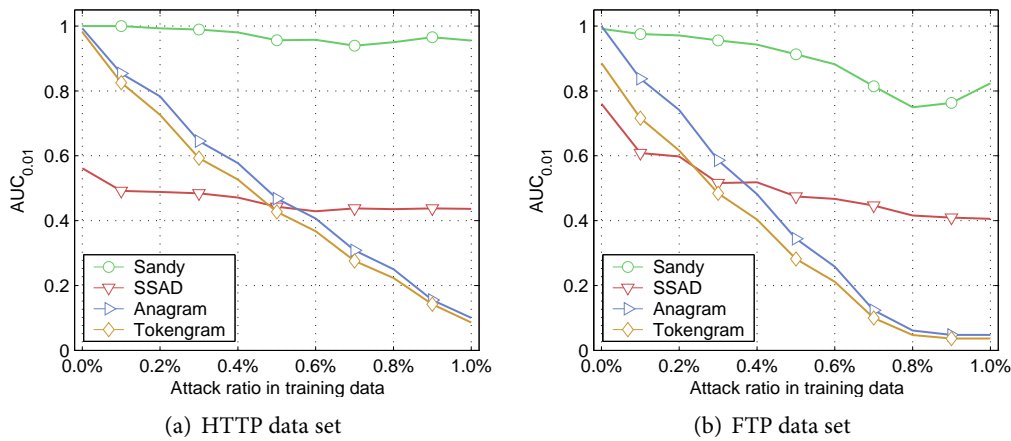 1
0.8
0.6
0.4
0.2
0
AUC0.01
Sandy
SSAD
Anagram
Tokengram
0.0% 0.2% 0.4% 0.6% 0.8% 1.0%
Attack ratio in training data
(a) HTTP data set
1
0.8
0.6
0.4
0.2
0
AUC0.01
Sandy
SSAD
Anagram
Tokengram
0.0% 0.2% 0.4% 0.6% 0.8% 1.0%
Attack ratio in training data
(b) FTP data set